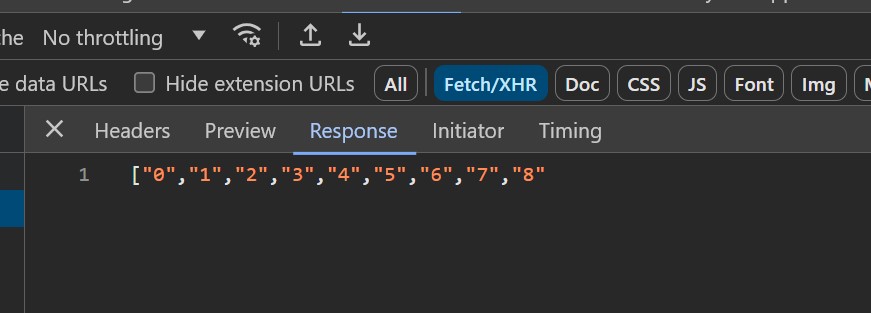 che No throttling
e data URLs Hide extension URLs All Fetch/XHR Doc CSS JS Font Img
Headers Preview Response Initiator Timing
1 ["0","1","2","3","4","5","6","7","8"